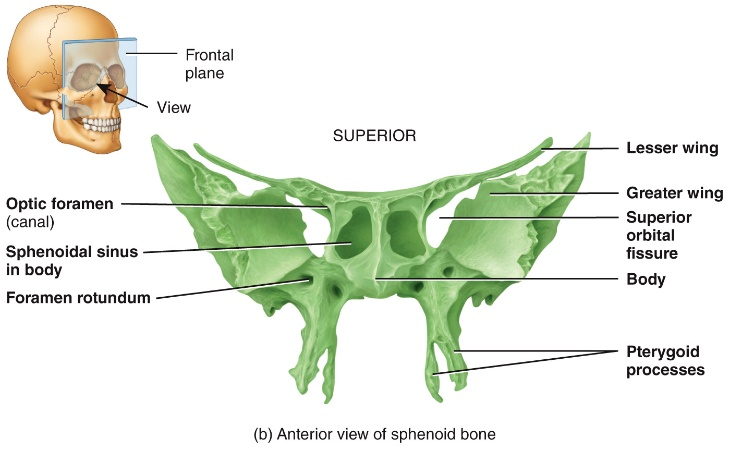 Frontal
plane
View
SUPERIOR
Lesser wing
Greater wing
Optic foramen
(canal)
Superior
orbital
fissure
Sphenoidal sinus
in body
Body
Foramen rotundum
Pterygoid
processes
(b) Anterior view of sphenoid bone